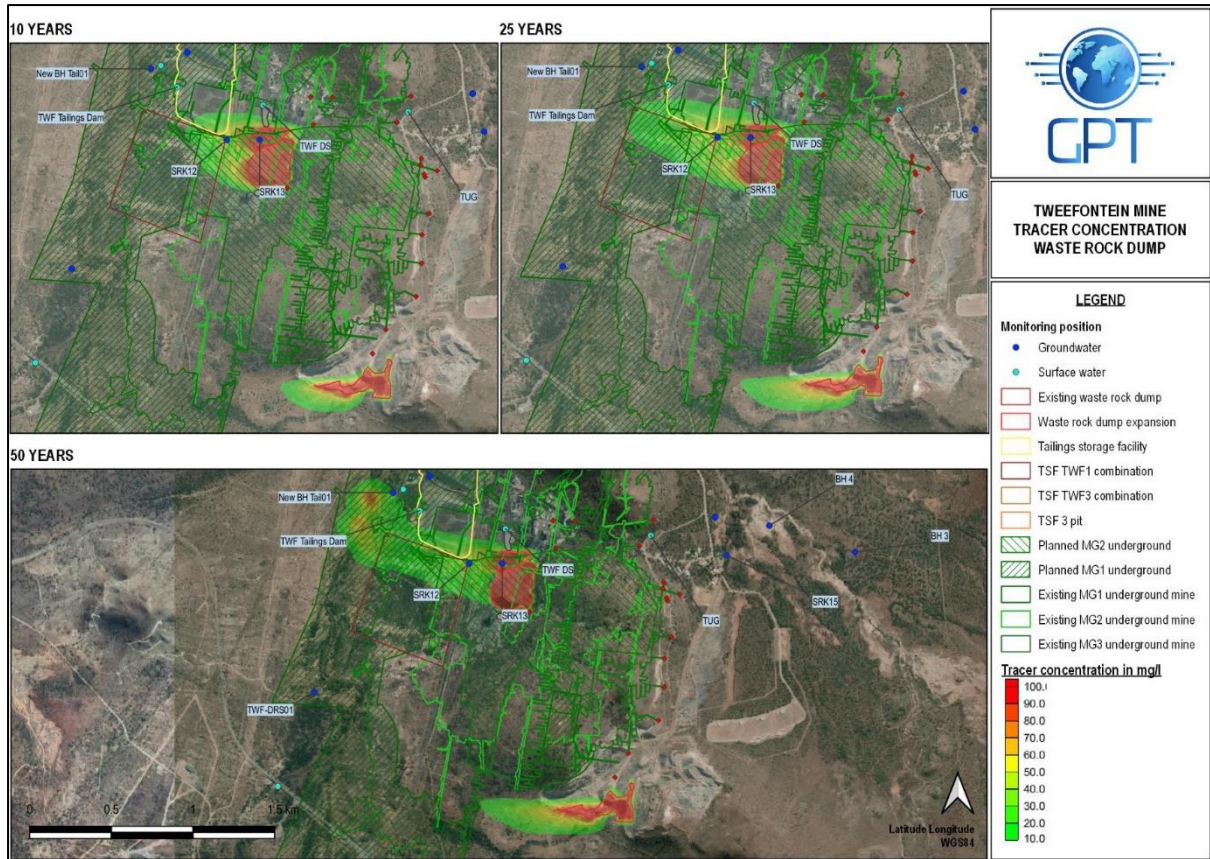 10 YEARS
New BH Tail01
TWF Tailings Dam
SRK12
TWF DS
SRK13
TUG
25 YEARS
New BH Tail01
TWF Tailings Dam
SRK12
TWF DS
SRK13
TUG
50 YEARS
New BH Tail01
TWF Tailings Dam
SRK12
TWF DS
SRK13
TWF-DRS01
BH 4
BH 3
SRK15
TUG
0 0.5 1 1.5 km
Latitude Longitude
WGS84
GPT
TWEEFONTEIN MINE
TRACER CONCENTRATION
WASTE ROCK DUMP
LEGEND
Monitoring position
Groundwater
Surface water
Existing waste rock dump
Waste rock dump expansion
Tailings storage facility
TSF TWF1 combination
TSF TWF3 combination
TSF 3 pit
Planned MG2 underground
Planned MG1 underground
Existing MG1 underground mine
Existing MG2 underground mine
Existing MG3 underground mine
Tracer concentration in mg/l
100.
90.0
80.0
70.0
60.0
50.0
40.0
30.0
20.0
10.0